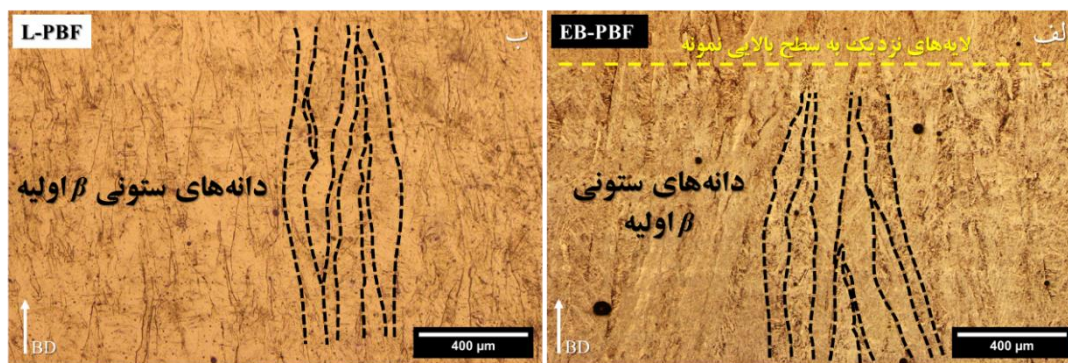 EB-PBF
الف
لایه‌های نزدیک به سطح بالایی نمونه
دانه‌های ستونی
β اولیه
BD
400 µm
L-PBF
ب
دانه‌های ستونی β اولیه
BD
400 µm